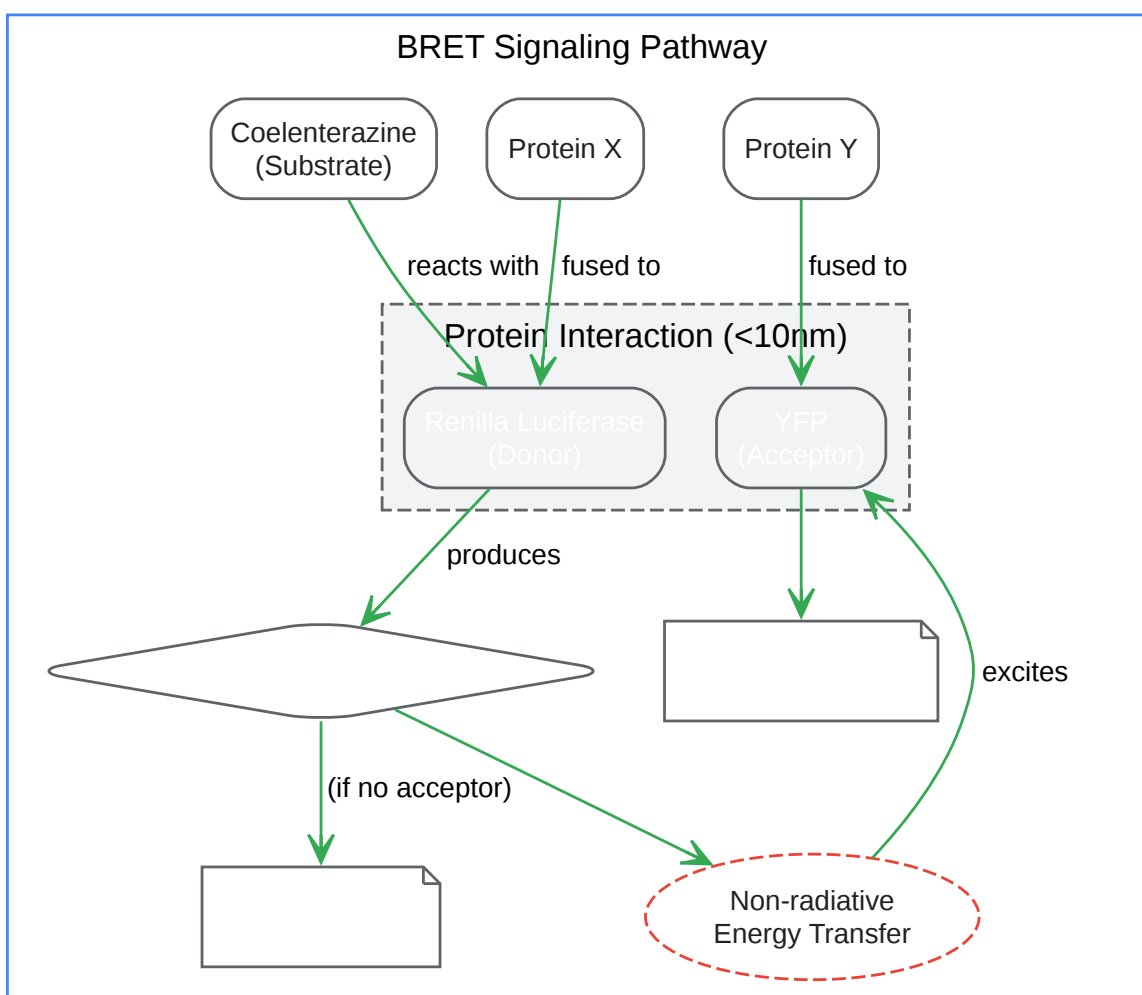 BRET Signaling Pathway
Coelenterazine
(Substrate)
Protein X
Protein Y
reacts with
fused to
fused to
Protein Interaction (<10nm)
Renilla Luciferase
(Donor)
YFP
(Acceptor)
produces
excites
(if no acceptor)
Non-radiative
Energy Transfer